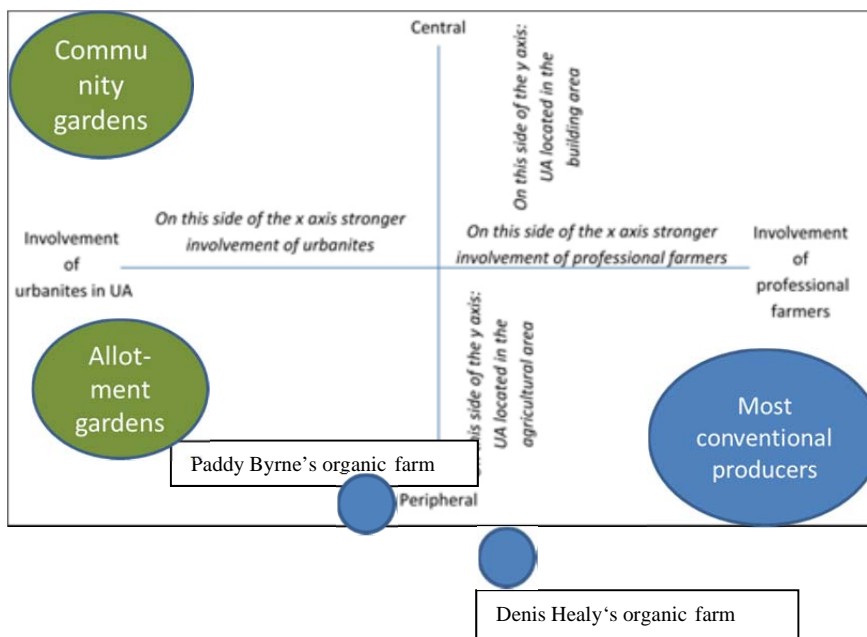 Commu
nity
gardens
Central
On this side of the y axis:
UA located in the
building area
On this side of the x axis stronger
involvement of urbanites
On this side of the x axis stronger
involvement of professional farmers
Involvement
of
urbanites in UA
Involvement
of
professional
farmers
Allot-
ment
gardens
this side of the y axis:
UA located in the
agricultural area
Most
conventional
producers
Paddy Byrne's organic farm
Peripheral
Denis Healy‘s organic farm